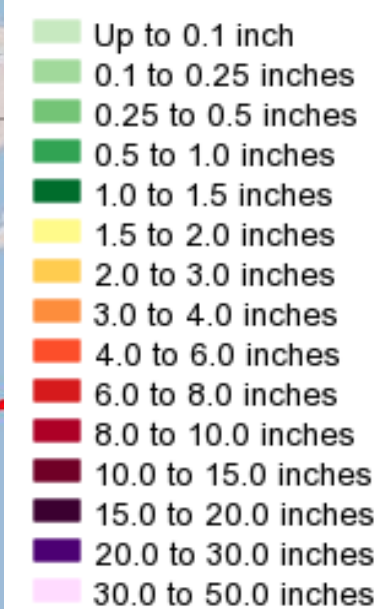 Up to 0.1 inch
0.1 to 0.25 inches
0.25 to 0.5 inches
0.5 to 1.0 inches
1.0 to 1.5 inches
1.5 to 2.0 inches
2.0 to 3.0 inches
3.0 to 4.0 inches
4.0 to 6.0 inches
6.0 to 8.0 inches
8.0 to 10.0 inches
10.0 to 15.0 inches
15.0 to 20.0 inches
20.0 to 30.0 inches
30.0 to 50.0 inches